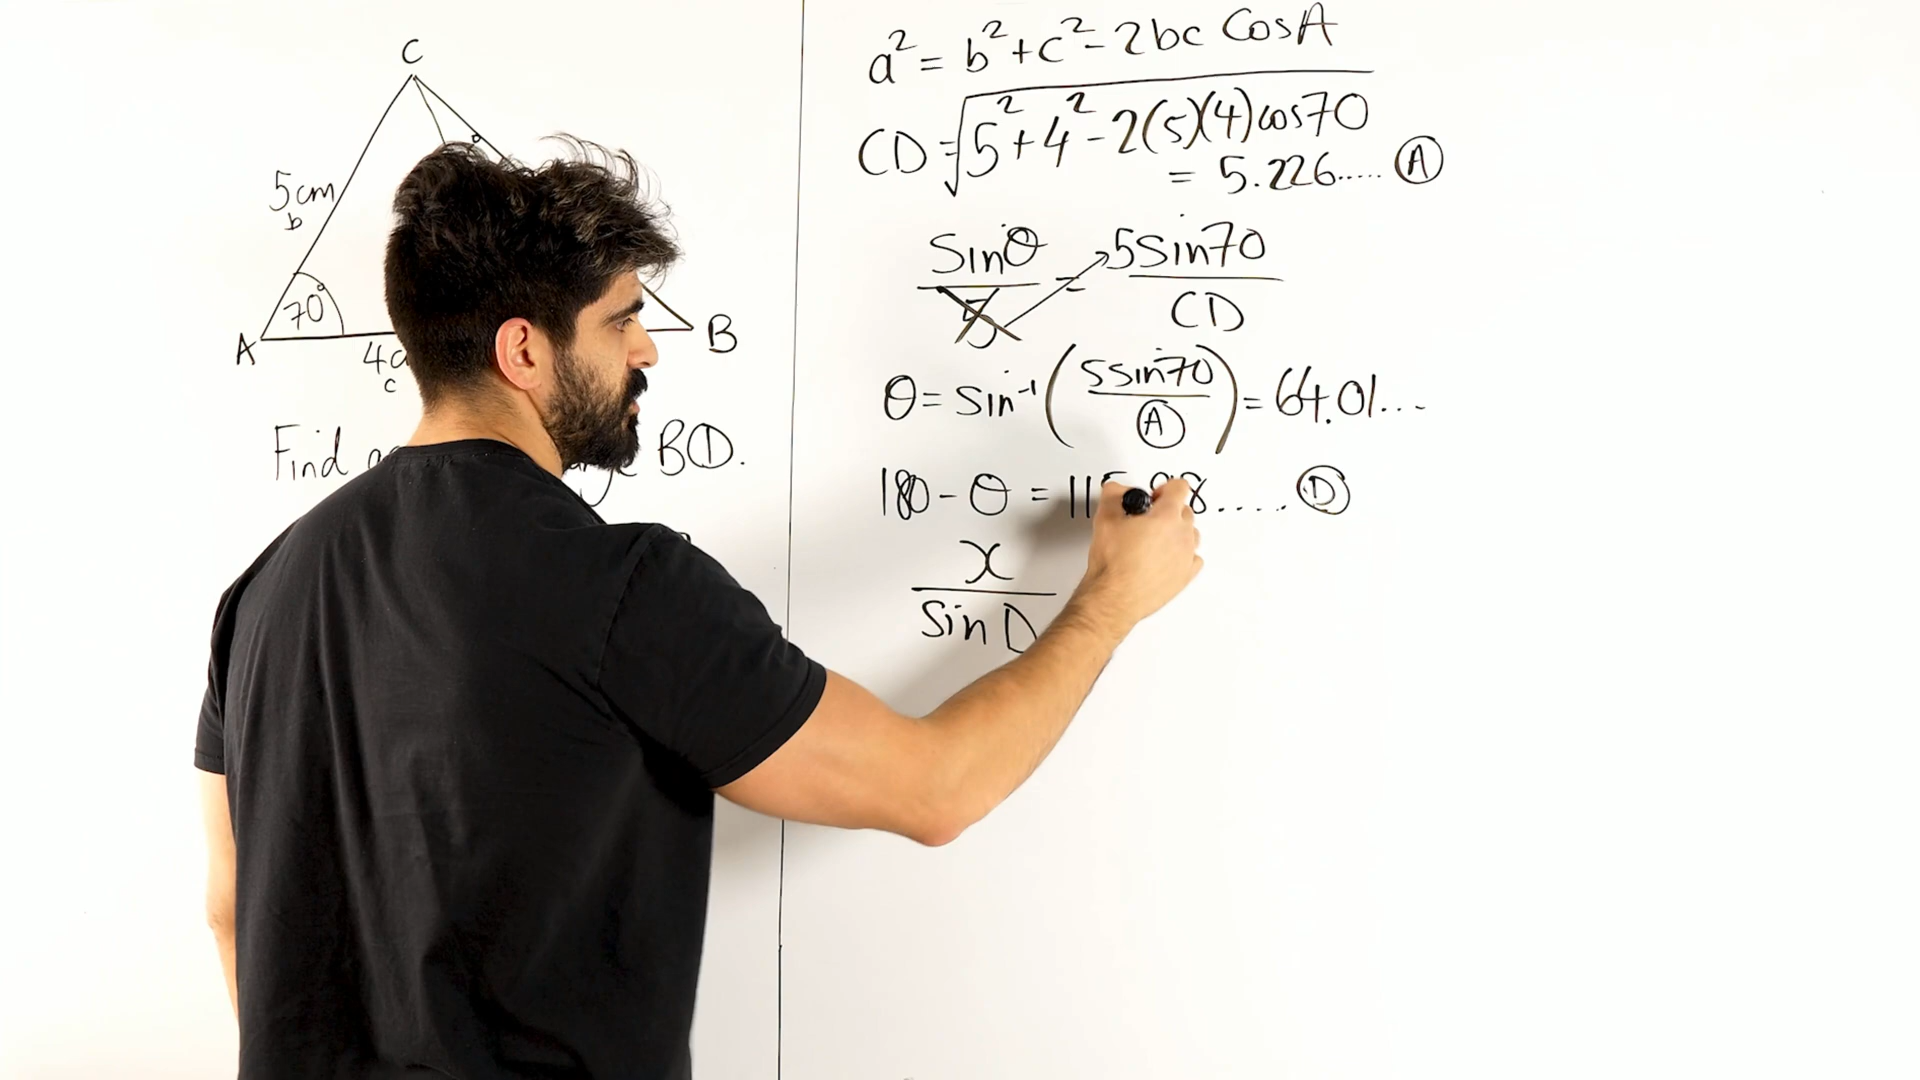 C
5cm
b
70°
A
B
4c
c
Find a
BD.
a² = b² + c² - 2bc CosA
CD = √5² + 4² - 2(5)(4)cos70
= 5.226..... Ⓐ
Sinθ / 5 = 5Sin70 / CD
θ = Sin⁻¹ (5Sin70 / Ⓐ) = 64.01...
180 - θ = 11 8.... Ⓓ
x / Sin D